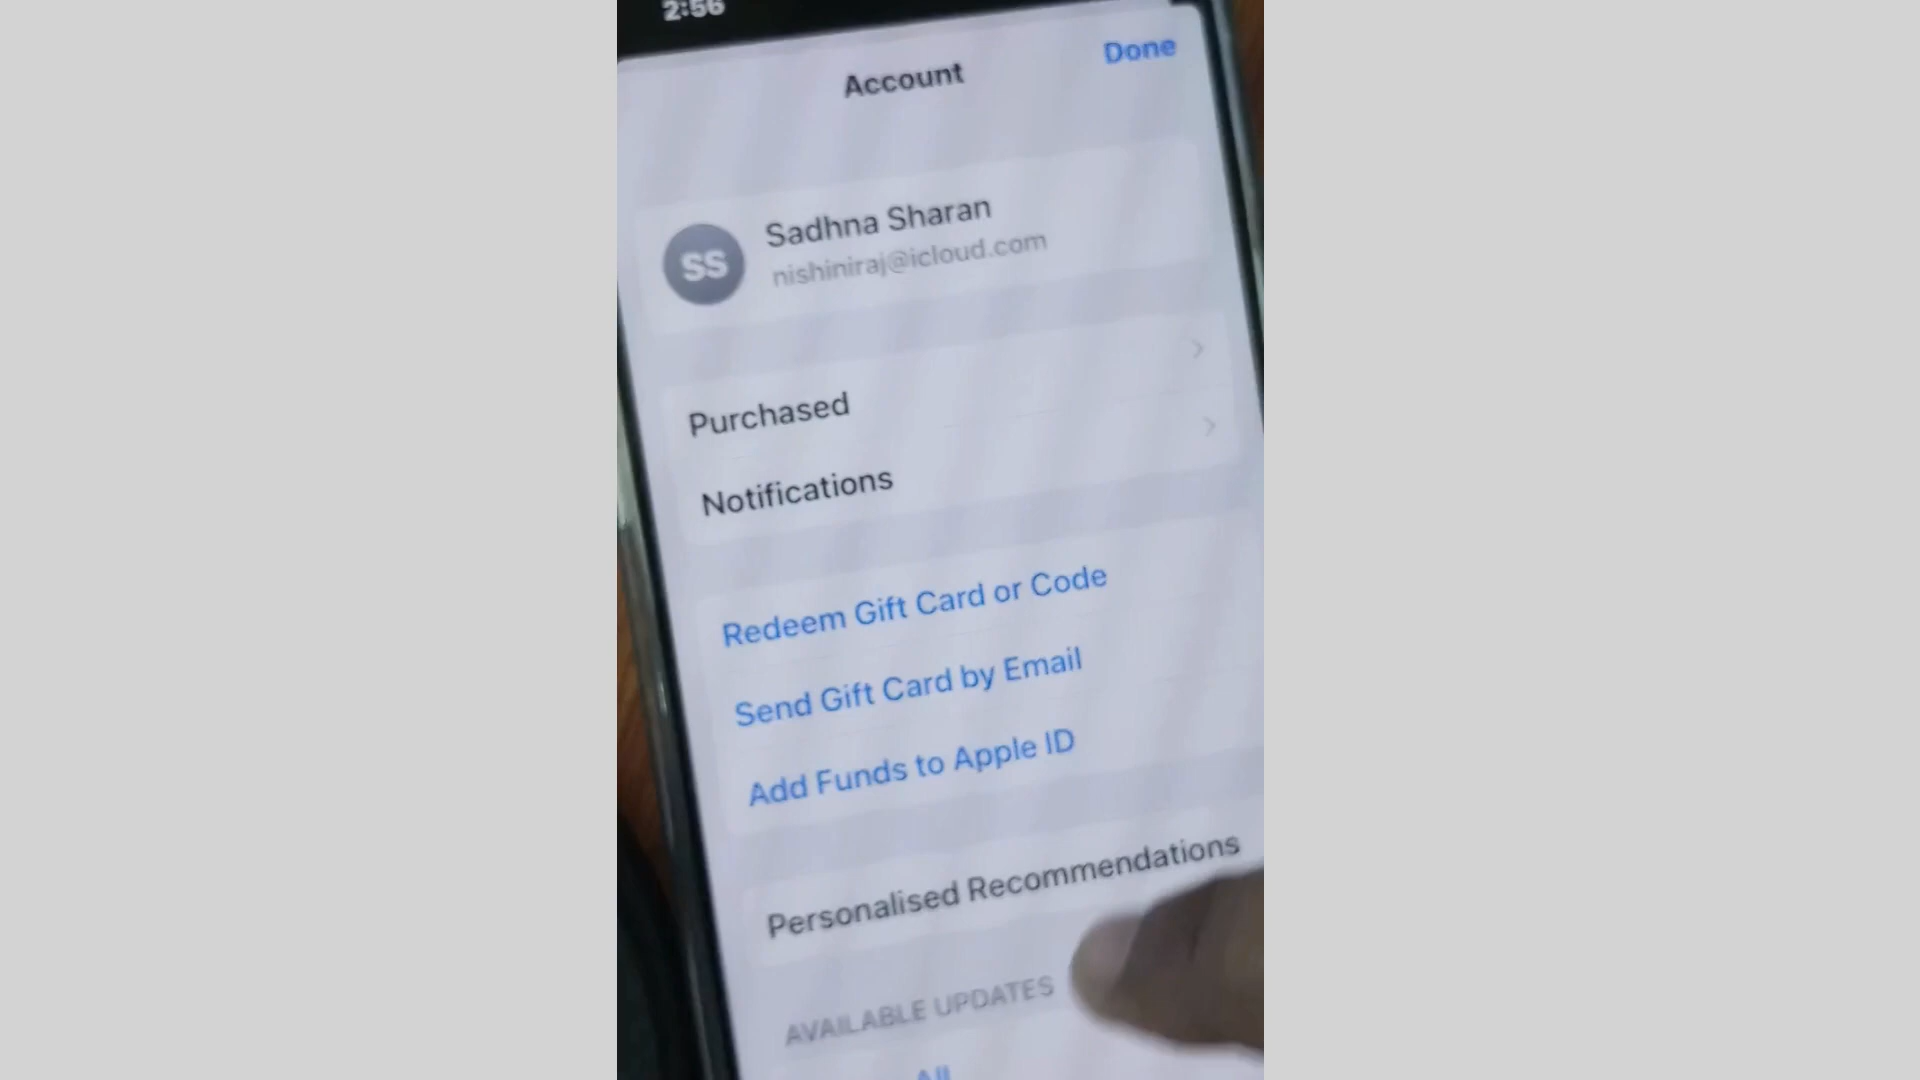 2:56
Account
Done
SS
Sadhna Sharan
nishiniraj@icloud.com
Purchased
Notifications
Redeem Gift Card or Code
Send Gift Card by Email
Add Funds to Apple ID
Personalised Recommendations
AVAILABLE UPDATES
All